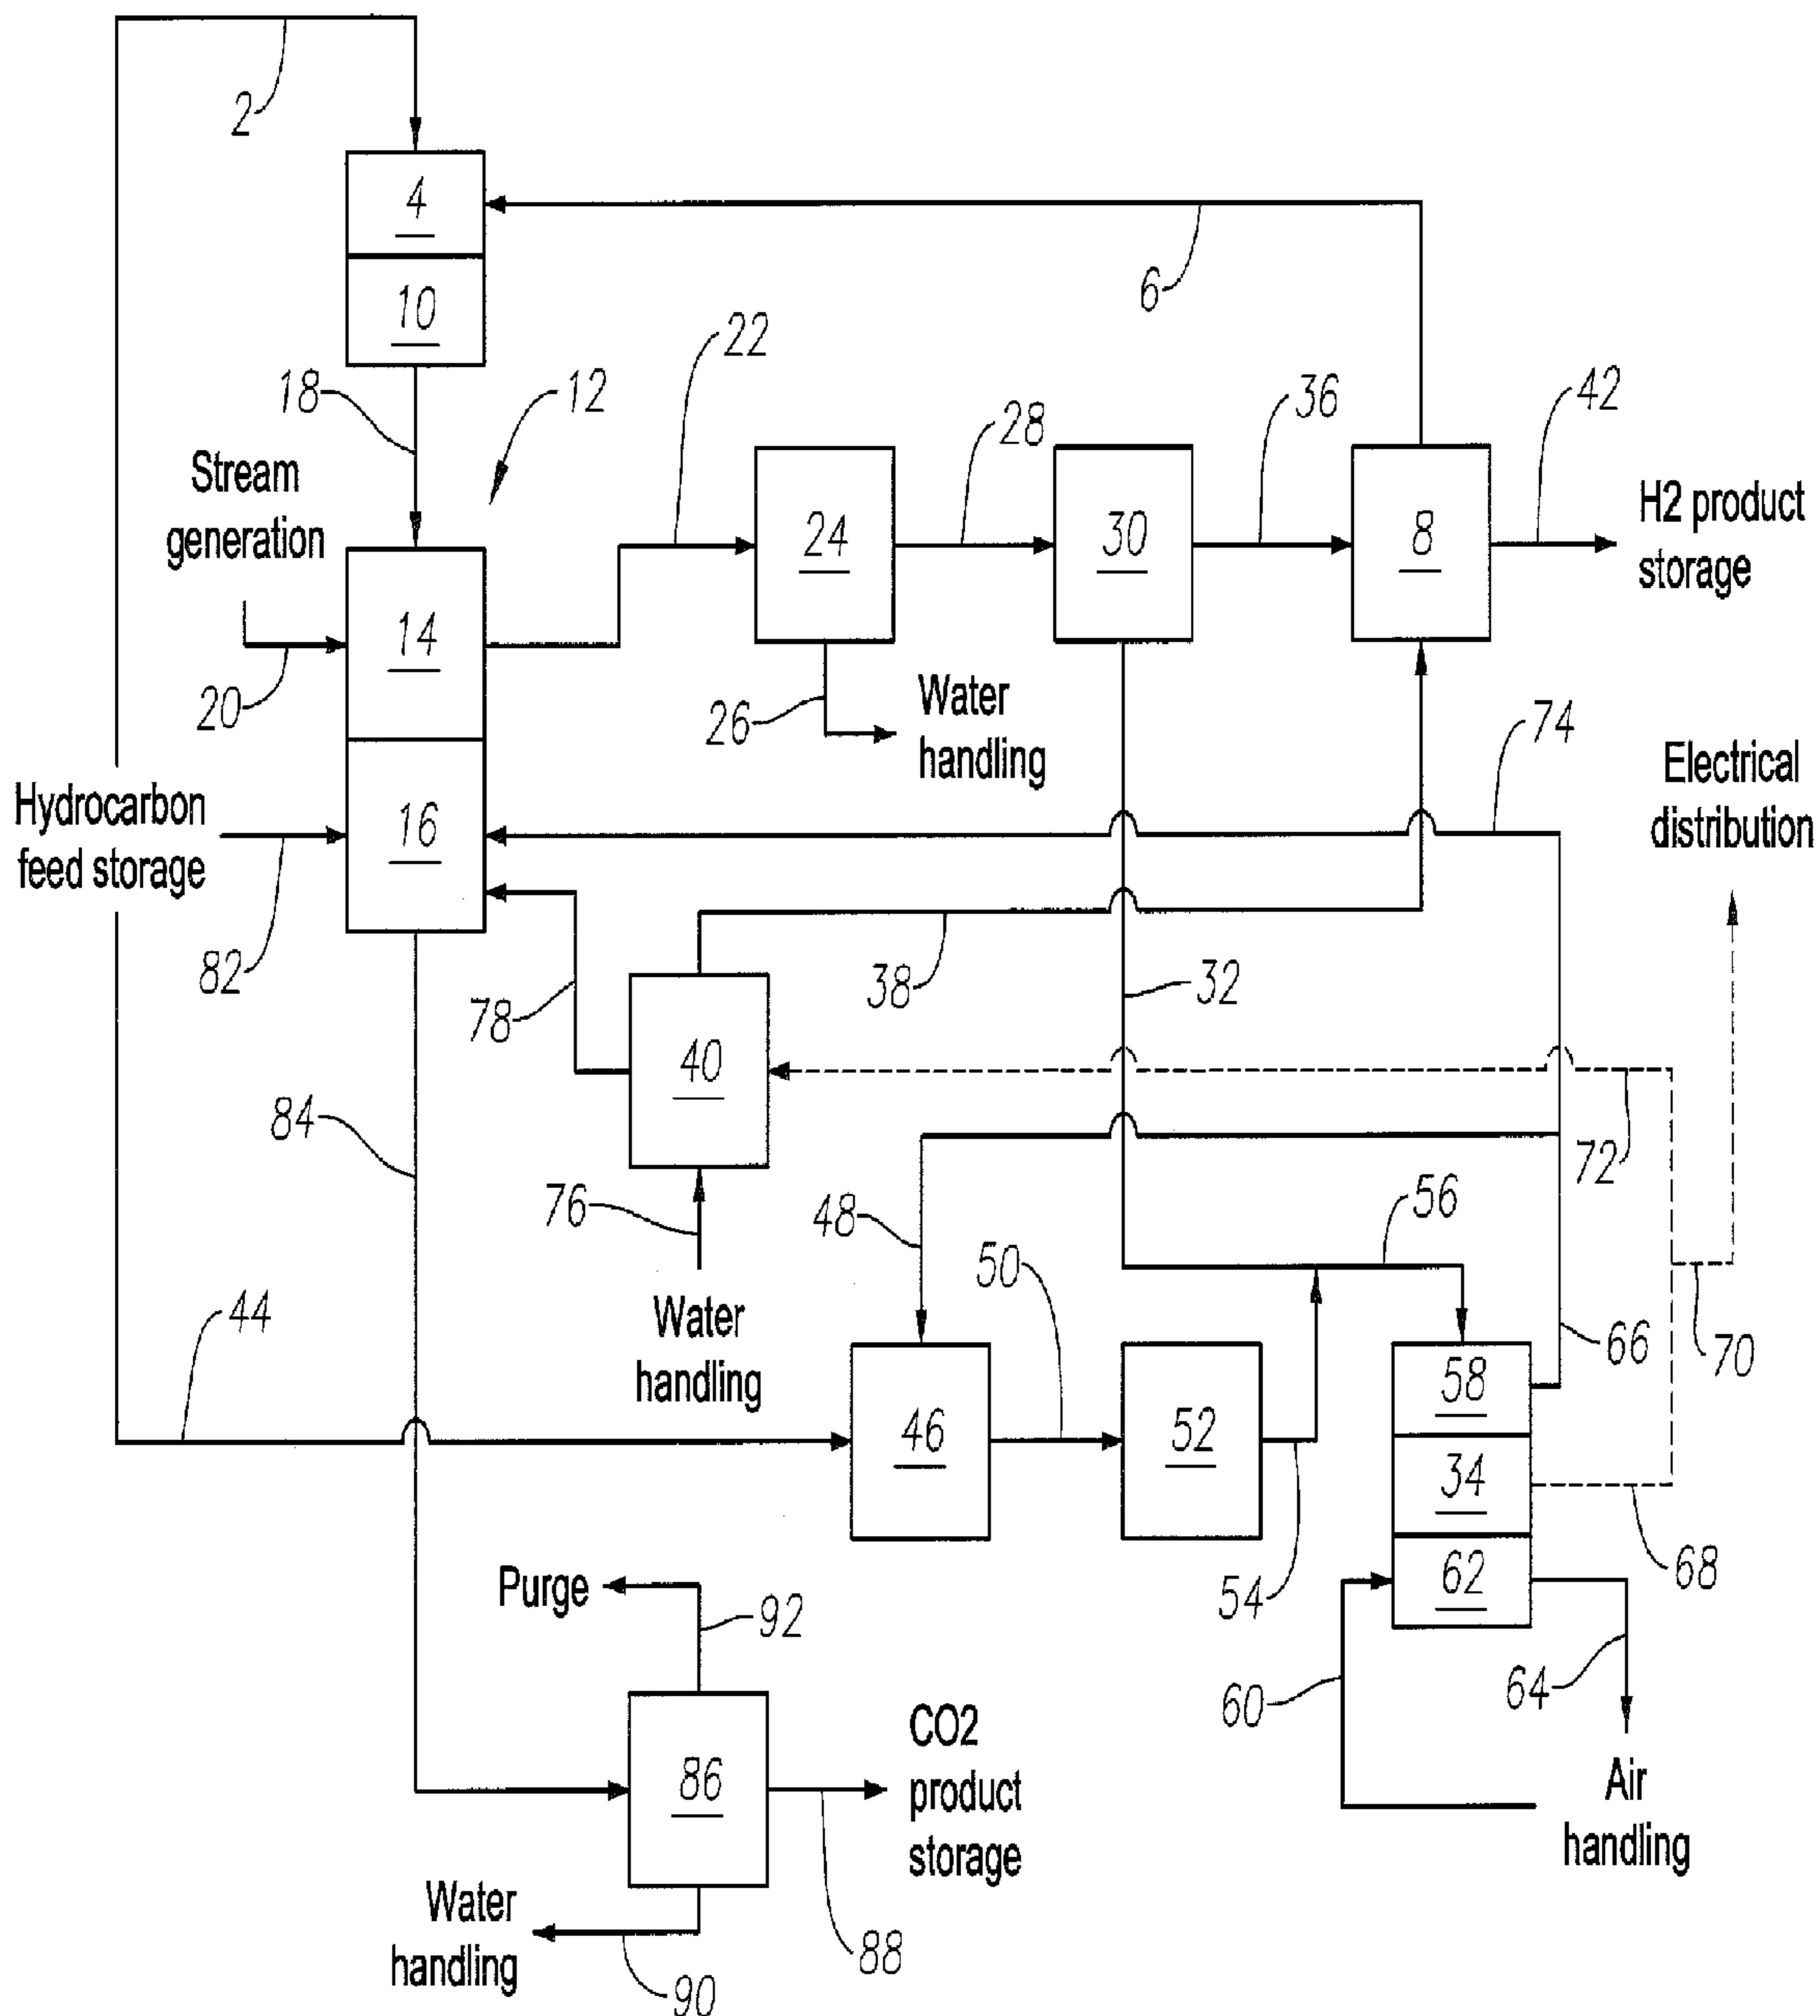 2
4
6
10
18
12
22
28
36
42
Stream
generation
24
30
8
H2 product
storage
14
20
26
Water
handling
74
Electrical
distribution
Hydrocarbon
feed storage
16
82
78
38
32
40
84
72
76
48
50
56
Water
handling
44
66
70
58
46
52
34
54
62
68
Purge
92
60
64
CO2
product
storage
86
Air
handling
Water
handling
90
88